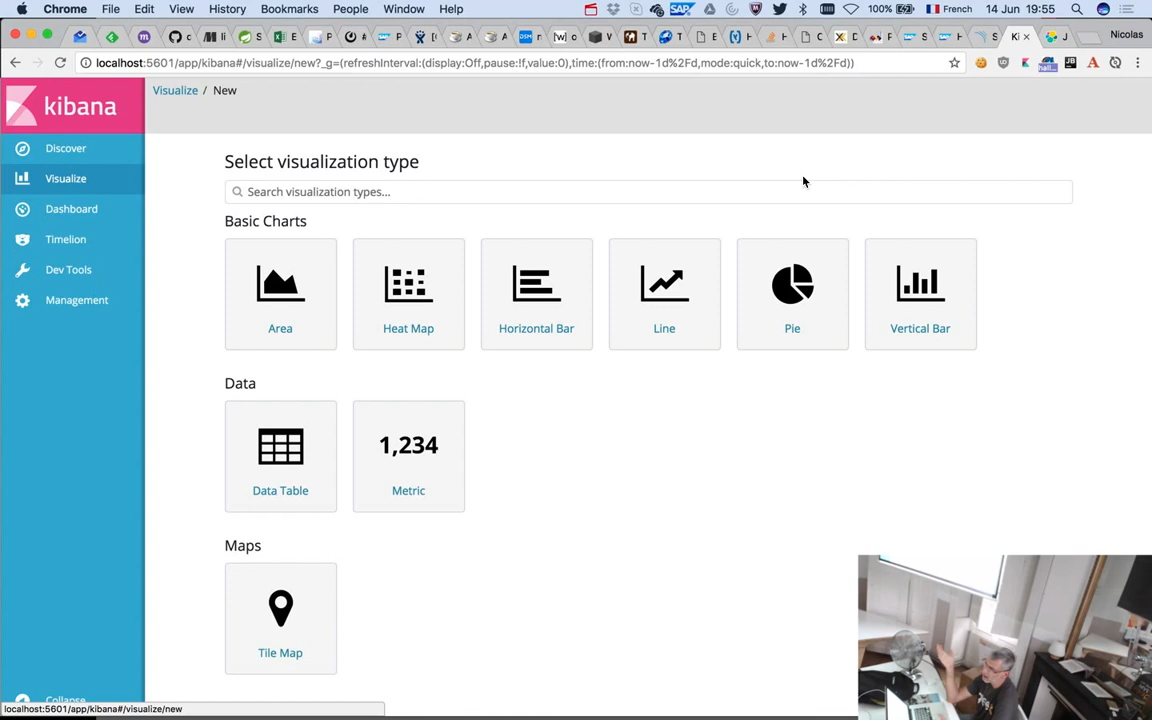 Chrome File Edit View History Bookmarks People Window Help SAP 100% French 14 Jun 19:55
Ki Nicolas
localhost:5601/app/kibana#/visualize/new?_g=(refreshInterval:(display:Off,pause:!f,value:0),time:(from:now-1d%2Fd,mode:quick,to:now-1d%2Fd))
kibana
Visualize / New
Discover
Visualize
Dashboard
Timelion
Dev Tools
Management
Collapse
Select visualization type
Search visualization types...
Basic Charts
Area
Heat Map
Horizontal Bar
Line
Pie
Vertical Bar
Data
1,234
Data Table
Metric
Maps
Tile Map
localhost:5601/app/kibana#/visualize/new